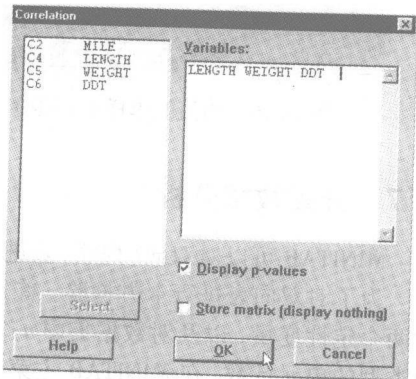 Correlation
C2 MILE
C4 LENGTH
C5 WEIGHT
C6 DDT
Variables:
LENGTH WEIGHT DDT
Display p-values
Store matrix (display nothing)
Select
Help
OK
Cancel